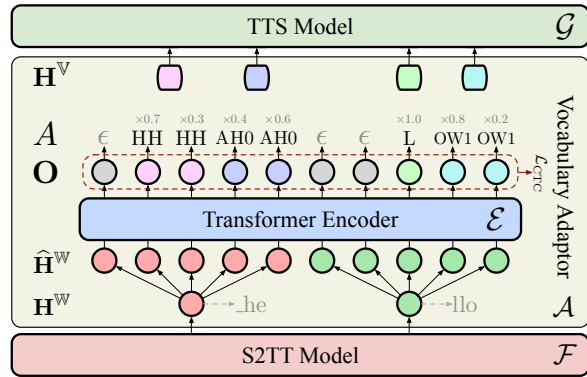 TTS Model 𝒢
H^𝕍
×0.7 ×0.3 ×0.4 ×0.6 ×1.0 ×0.8 ×0.2
A ϵ HH HH AH0 AH0 ϵ ϵ L OW1 OW1
O
ℒ_CTC
Vocabulary Adaptor
Transformer Encoder ℰ
Ĥ^𝕎
H^𝕎 _he llo 𝒜
S2TT Model ℱ